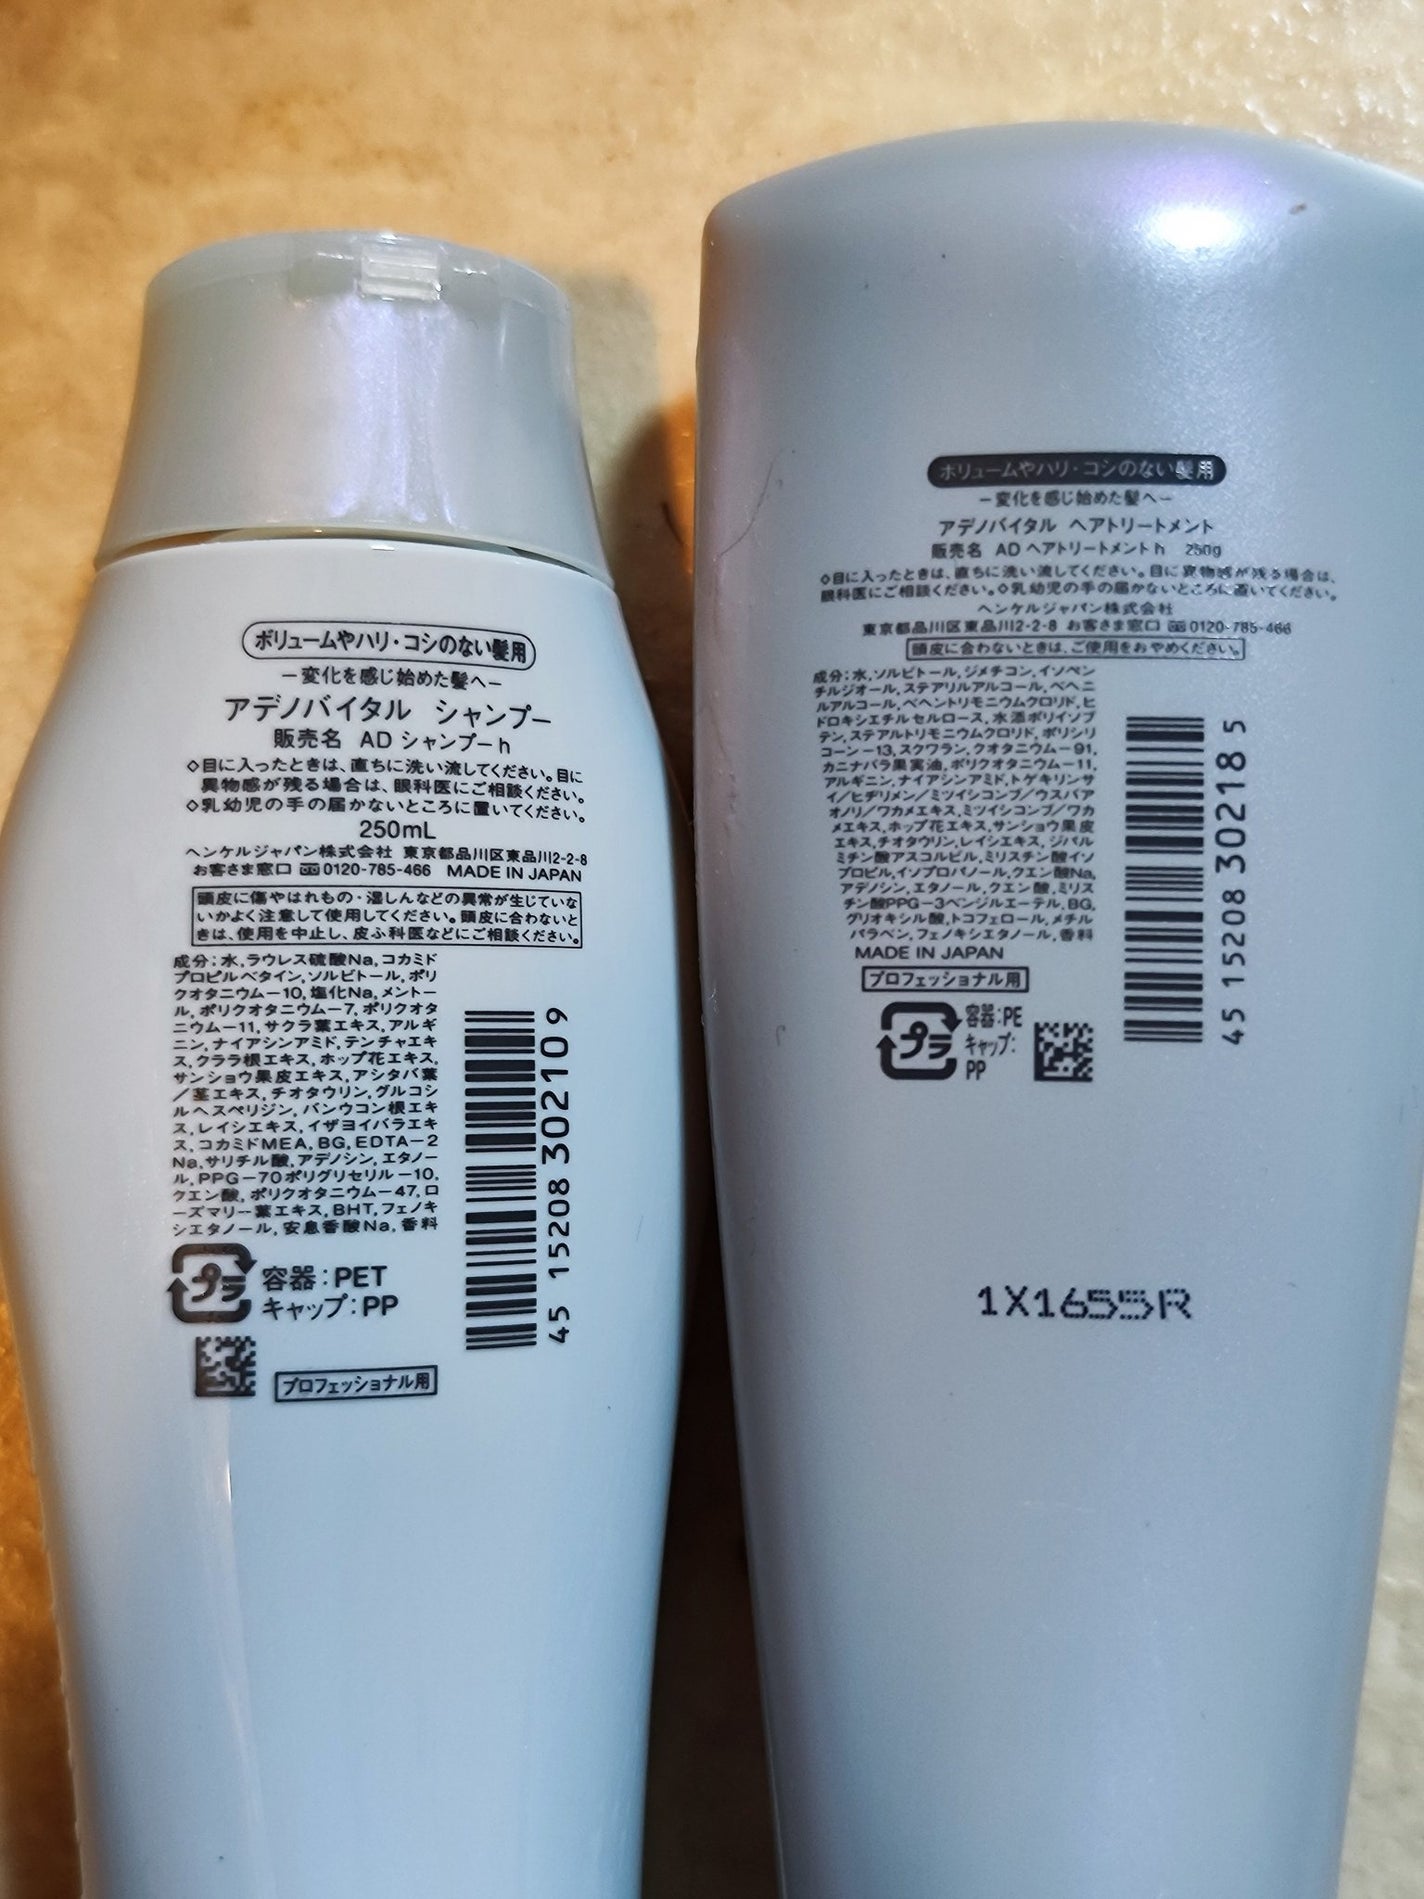 ボリュームやハリ・コシのない髪用
－変化を感じ始めた髪へ－
アデノバイタル シャンプー
販売名 AD シャンプーh
◇目に入ったときは、直ちに洗い流してください。目に
異物感が残る場合は、眼科医にご相談ください。
◇乳幼児の手の届かないところに置いてください。
250mL
ヘンケルジャパン株式会社 東京都品川区東品川2-2-8
お客さま窓口 0120-785-466 MADE IN JAPAN
頭皮に傷やはれもの・湿しんなどの異常が生じていな
いかよく注意して使用してください。頭皮に合わないと
きは、使用を中止し、皮ふ科医などにご相談ください。
成分：水,ラウレス硫酸Na,コカミド
プロピルベタイン,ソルビトール,ポリ
クオタニウム－10,塩化Na,メントー
ル,ポリクオタニウム－7,ポリクオタ
ニウム－11,サクラ葉エキス,アルギ
ニン,ナイアシンアミド,テンチャエキ
ス,クララ根エキス,ホップ花エキス,
サンショウ果皮エキス,アシタバ葉
／茎エキス,チオタウリン,グルコシ
ルヘスペリジン,バンウコン根エキ
ス,レイシエキス,イザヨイバラエキ
ス,コカミドMEA,BG,EDTA－2
Na,サリチル酸,アデノシン,エタノー
ル,PPG－70ポリグリセリル－10,
クエン酸,ポリクオタニウム－47,ロ
ーズマリー葉エキス,BHT,フェノキ
シエタノール,安息香酸Na,香料
45 15208 302109
プラ
容器：PET
キャップ：PP
プロフェッショナル用
ボリュームやハリ・コシのない髪用
－変化を感じ始めた髪へ－
アデノバイタル ヘアトリートメント
販売名 AD ヘアトリートメントh 250g
◇目に入ったときは、直ちに洗い流してください。目に異物感が残る場合は、
眼科医にご相談ください。◇乳幼児の手の届かないところに置いてください。
ヘンケルジャパン株式会社
東京都品川区東品川2-2-8 お客さま窓口 0120-785-466
頭皮に合わないときは、ご使用をおやめください。
成分：水,ソルビトール,ジメチコン,イソペン
チルジオール,ステアリルアルコール,ベヘニ
ルアルコール,ベヘントリモニウムクロリド,ヒ
ドロキシエチルセルロース,水添ポリイソブ
テン,ステアルトリモニウムクロリド,ポリシリ
コーン－13,スクワラン,クオタニウム－91,
カニナバラ果実油,ポリクオタニウム－11,
アルギニン,ナイアシンアミド,トゲキリンサ
イ／ヒヂリメン／ミツイシコンブ／ウスバア
オノリ／ワカメエキス,ミツイシコンブ／ワカ
メエキス,ホップ花エキス,サンショウ果皮
エキス,チオタウリン,レイシエキス,ジパル
ミチン酸アスコルビル,ミリスチン酸イソ
プロピル,イソプロパノール,クエン酸Na,
アデノシン,エタノール,クエン酸,ミリス
チン酸PPG－3ベンジルエーテル,BG,
グリオキシル酸,トコフェロール,メチル
パラベン,フェノキシエタノール,香料
MADE IN JAPAN
プロフェッショナル用
45 15208 302185
プラ
容器：PE
キャップ：
PP
1X1655R